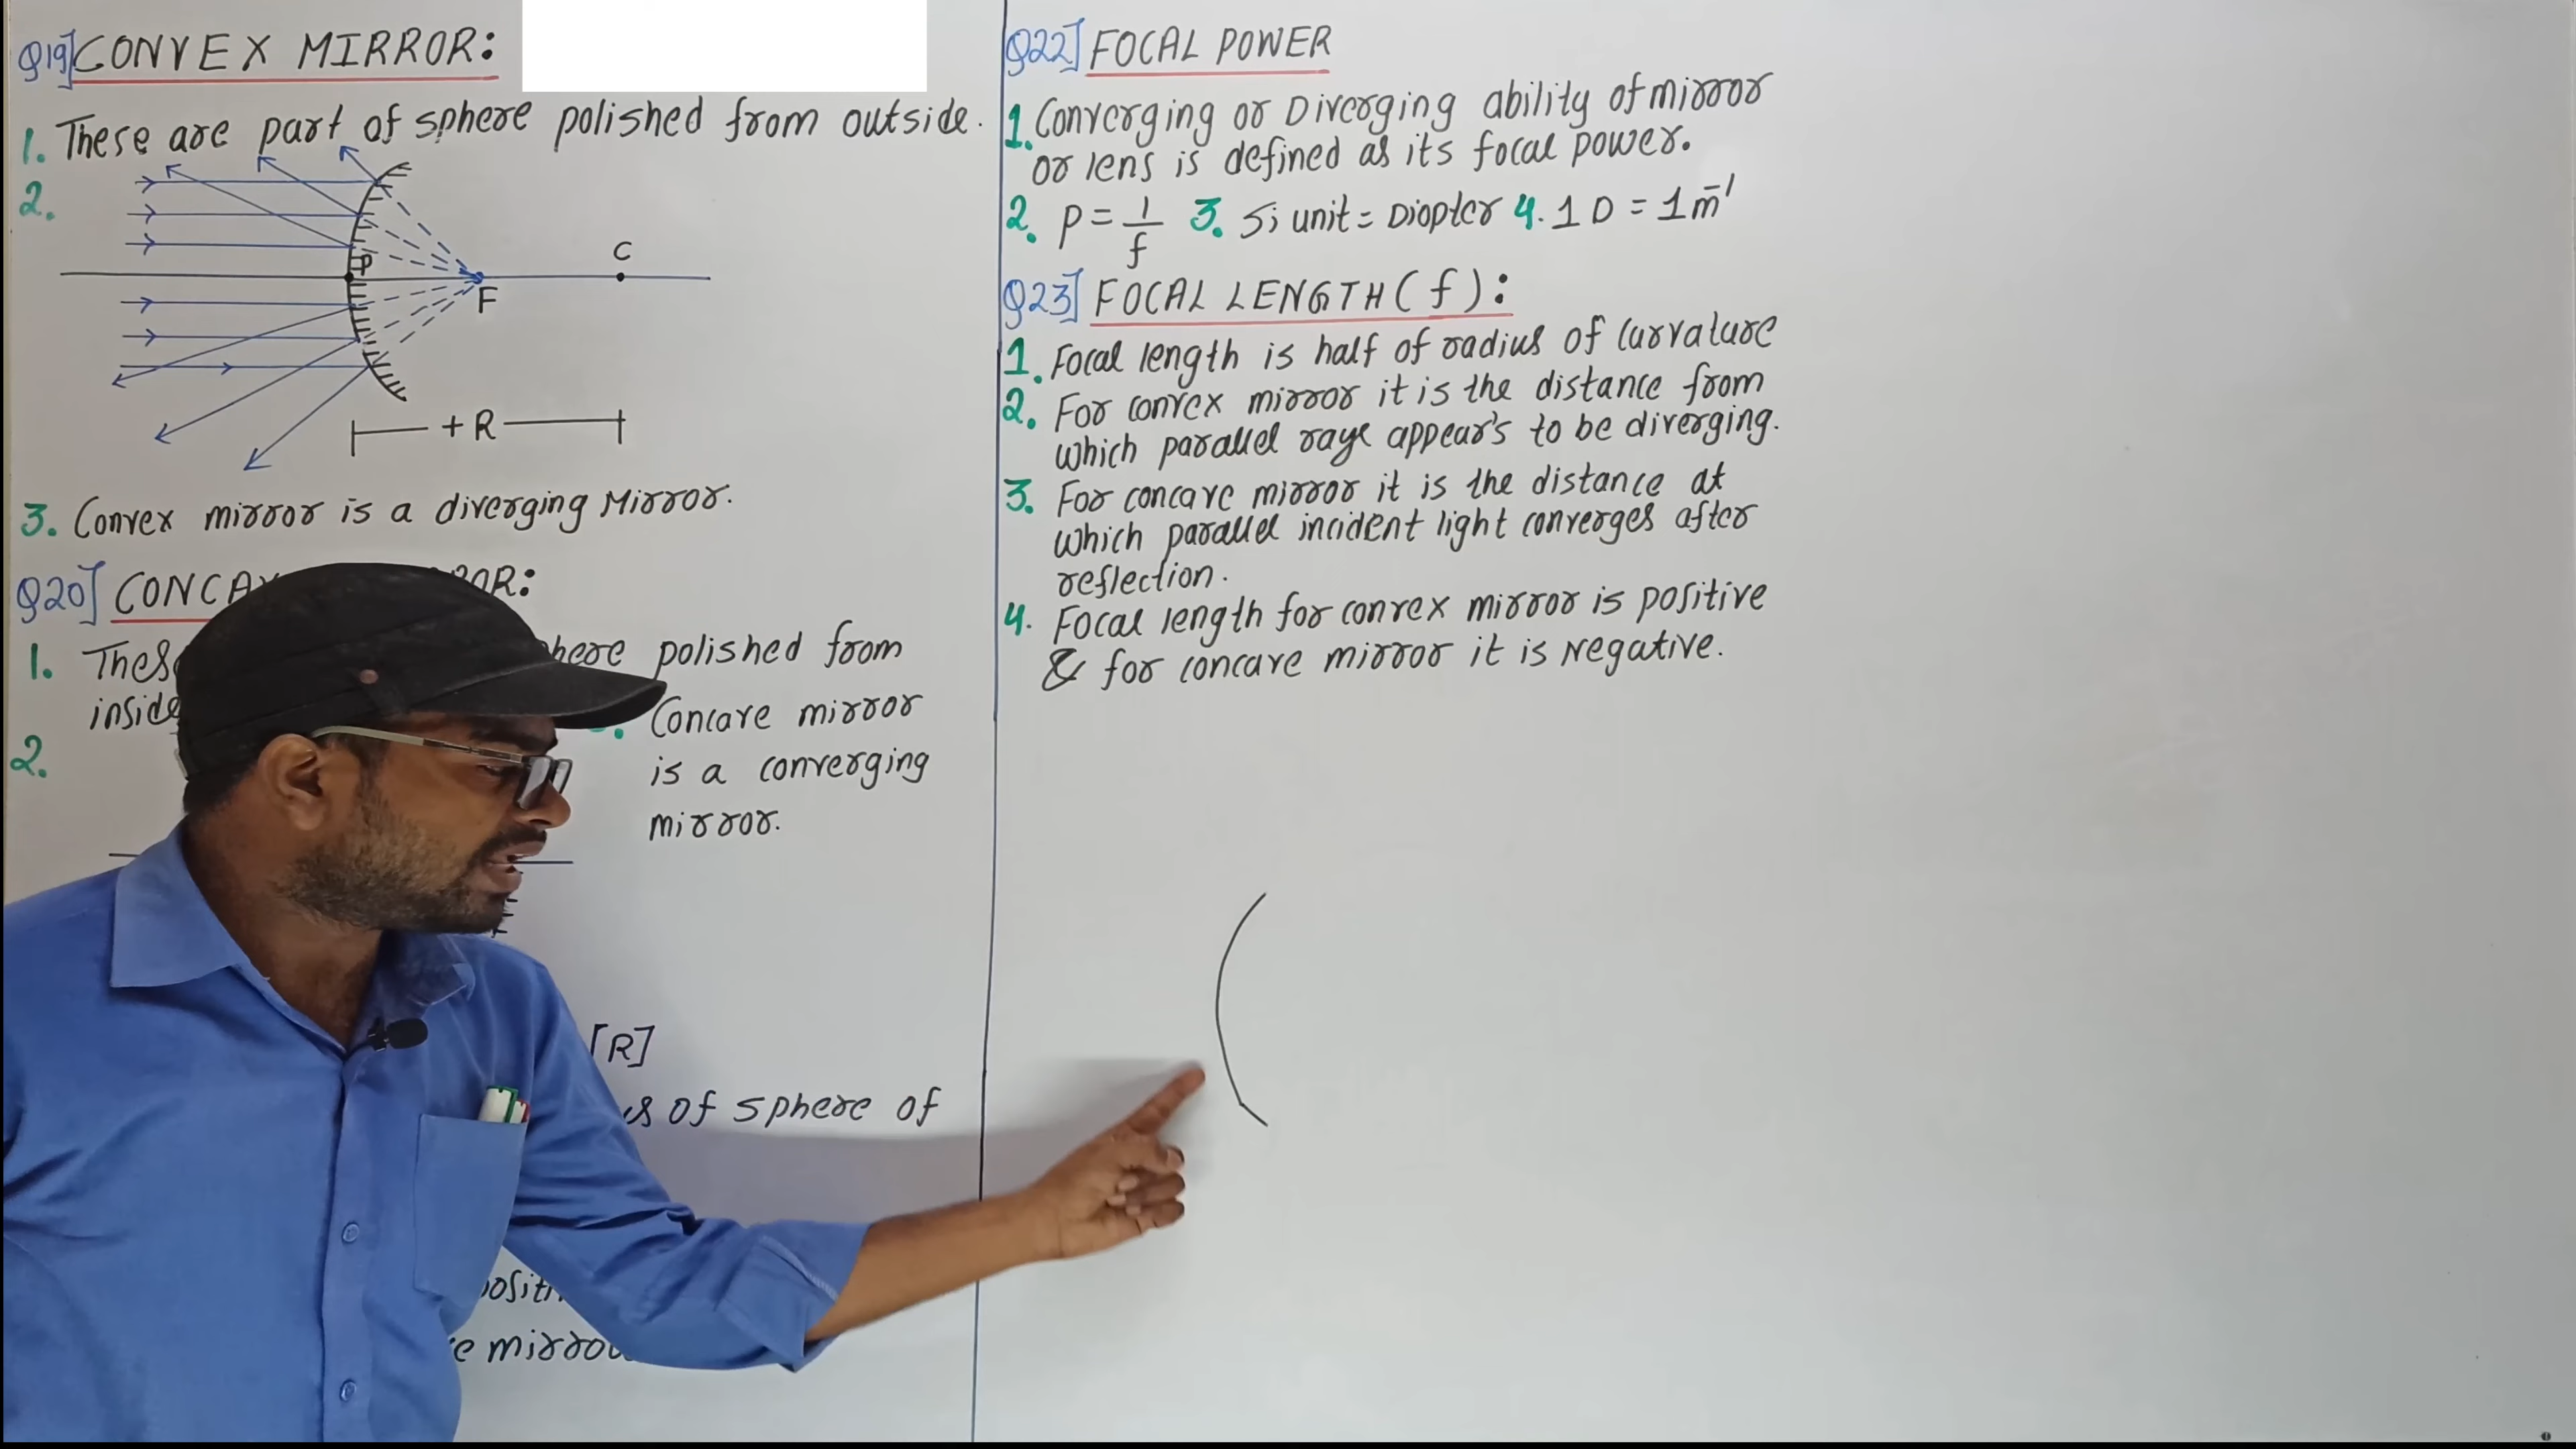 Q19] CONVEX MIRROR:
1. These are part of sphere polished from outside.
2.
P
F
C
+ R
3. Convex mirror is a diverging Mirror.
Q20] OR:
1. polished from
inside
3. Concave mirror
is a converging
mirror.
2.
[R]
of sphere of
mirror
Q22] FOCAL POWER
1. Converging or Diverging ability of mirror
or lens is defined as its focal power.
2. P = 1/f 3. Si unit = Diopter 4. 1 D = 1 m⁻¹
Q23] FOCAL LENGTH (f):
1. Focal length is half of radius of curvature
2. For convex mirror it is the distance from
which parallel rays appear's to be diverging.
3. For concave mirror it is the distance at
which parallel incident light converges after
reflection.
4. Focal length for convex mirror is positive
& for concave mirror it is Negative.